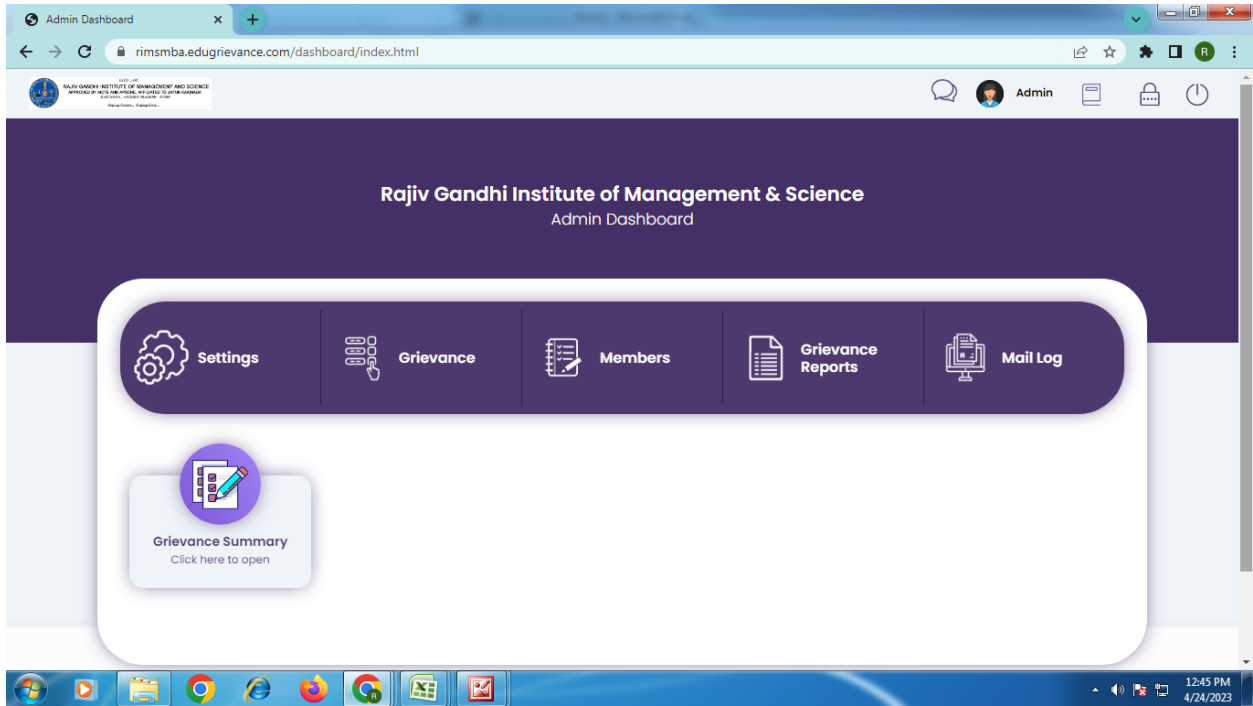 Admin Dashboard
rimsmba.edugrievance.com/dashboard/index.html
R
RAJIV GANDHI INSTITUTE OF MANAGEMENT AND SCIENCE
Admin
Rajiv Gandhi Institute of Management & Science
Admin Dashboard
Settings
Grievance
Members
Grievance
Reports
Mail Log
Grievance Summary
Click here to open
12:45 PM
4/24/2023